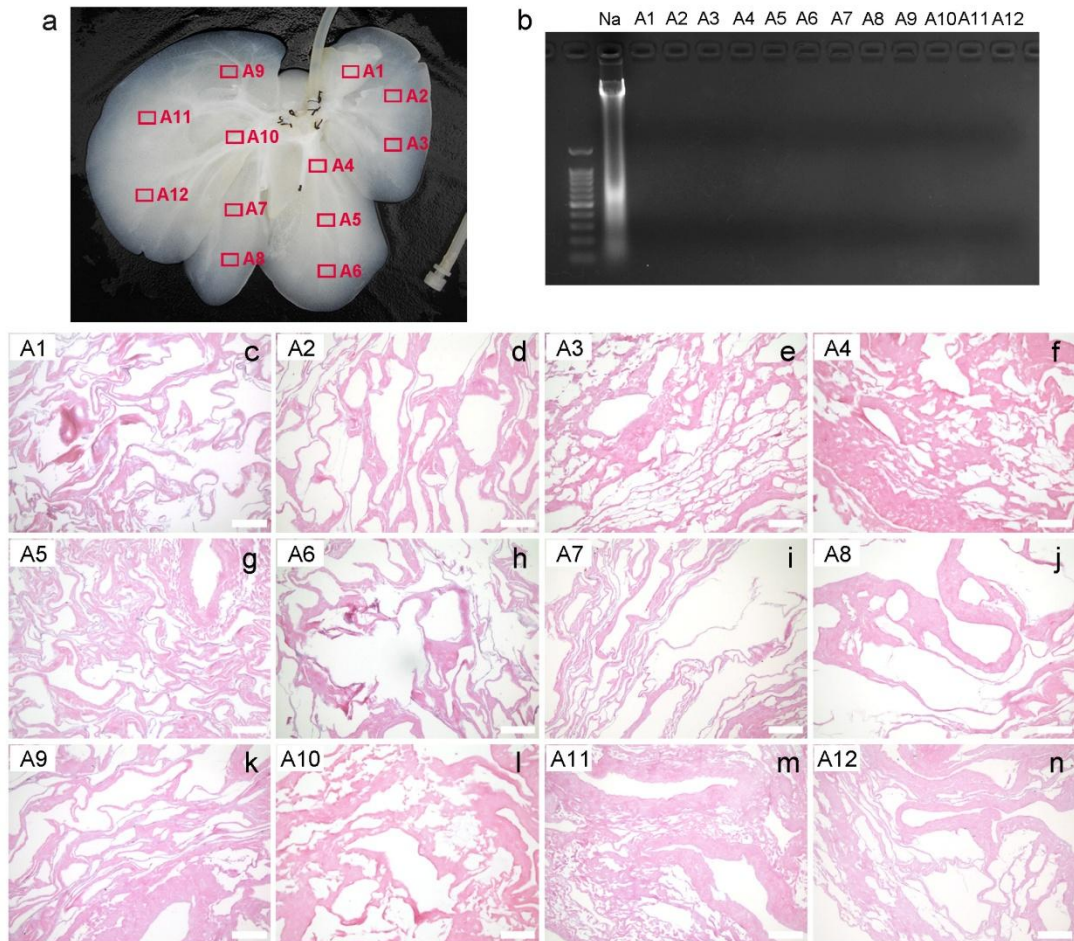 a
A9
A1
A2
A11
A10
A3
A4
A12
A7
A5
A8
A6
b
Na A1 A2 A3 A4 A5 A6 A7 A8 A9 A10 A11 A12
A1 c
A2 d
A3 e
A4 f
A5 g
A6 h
A7 i
A8 j
A9 k
A10 l
A11 m
A12 n